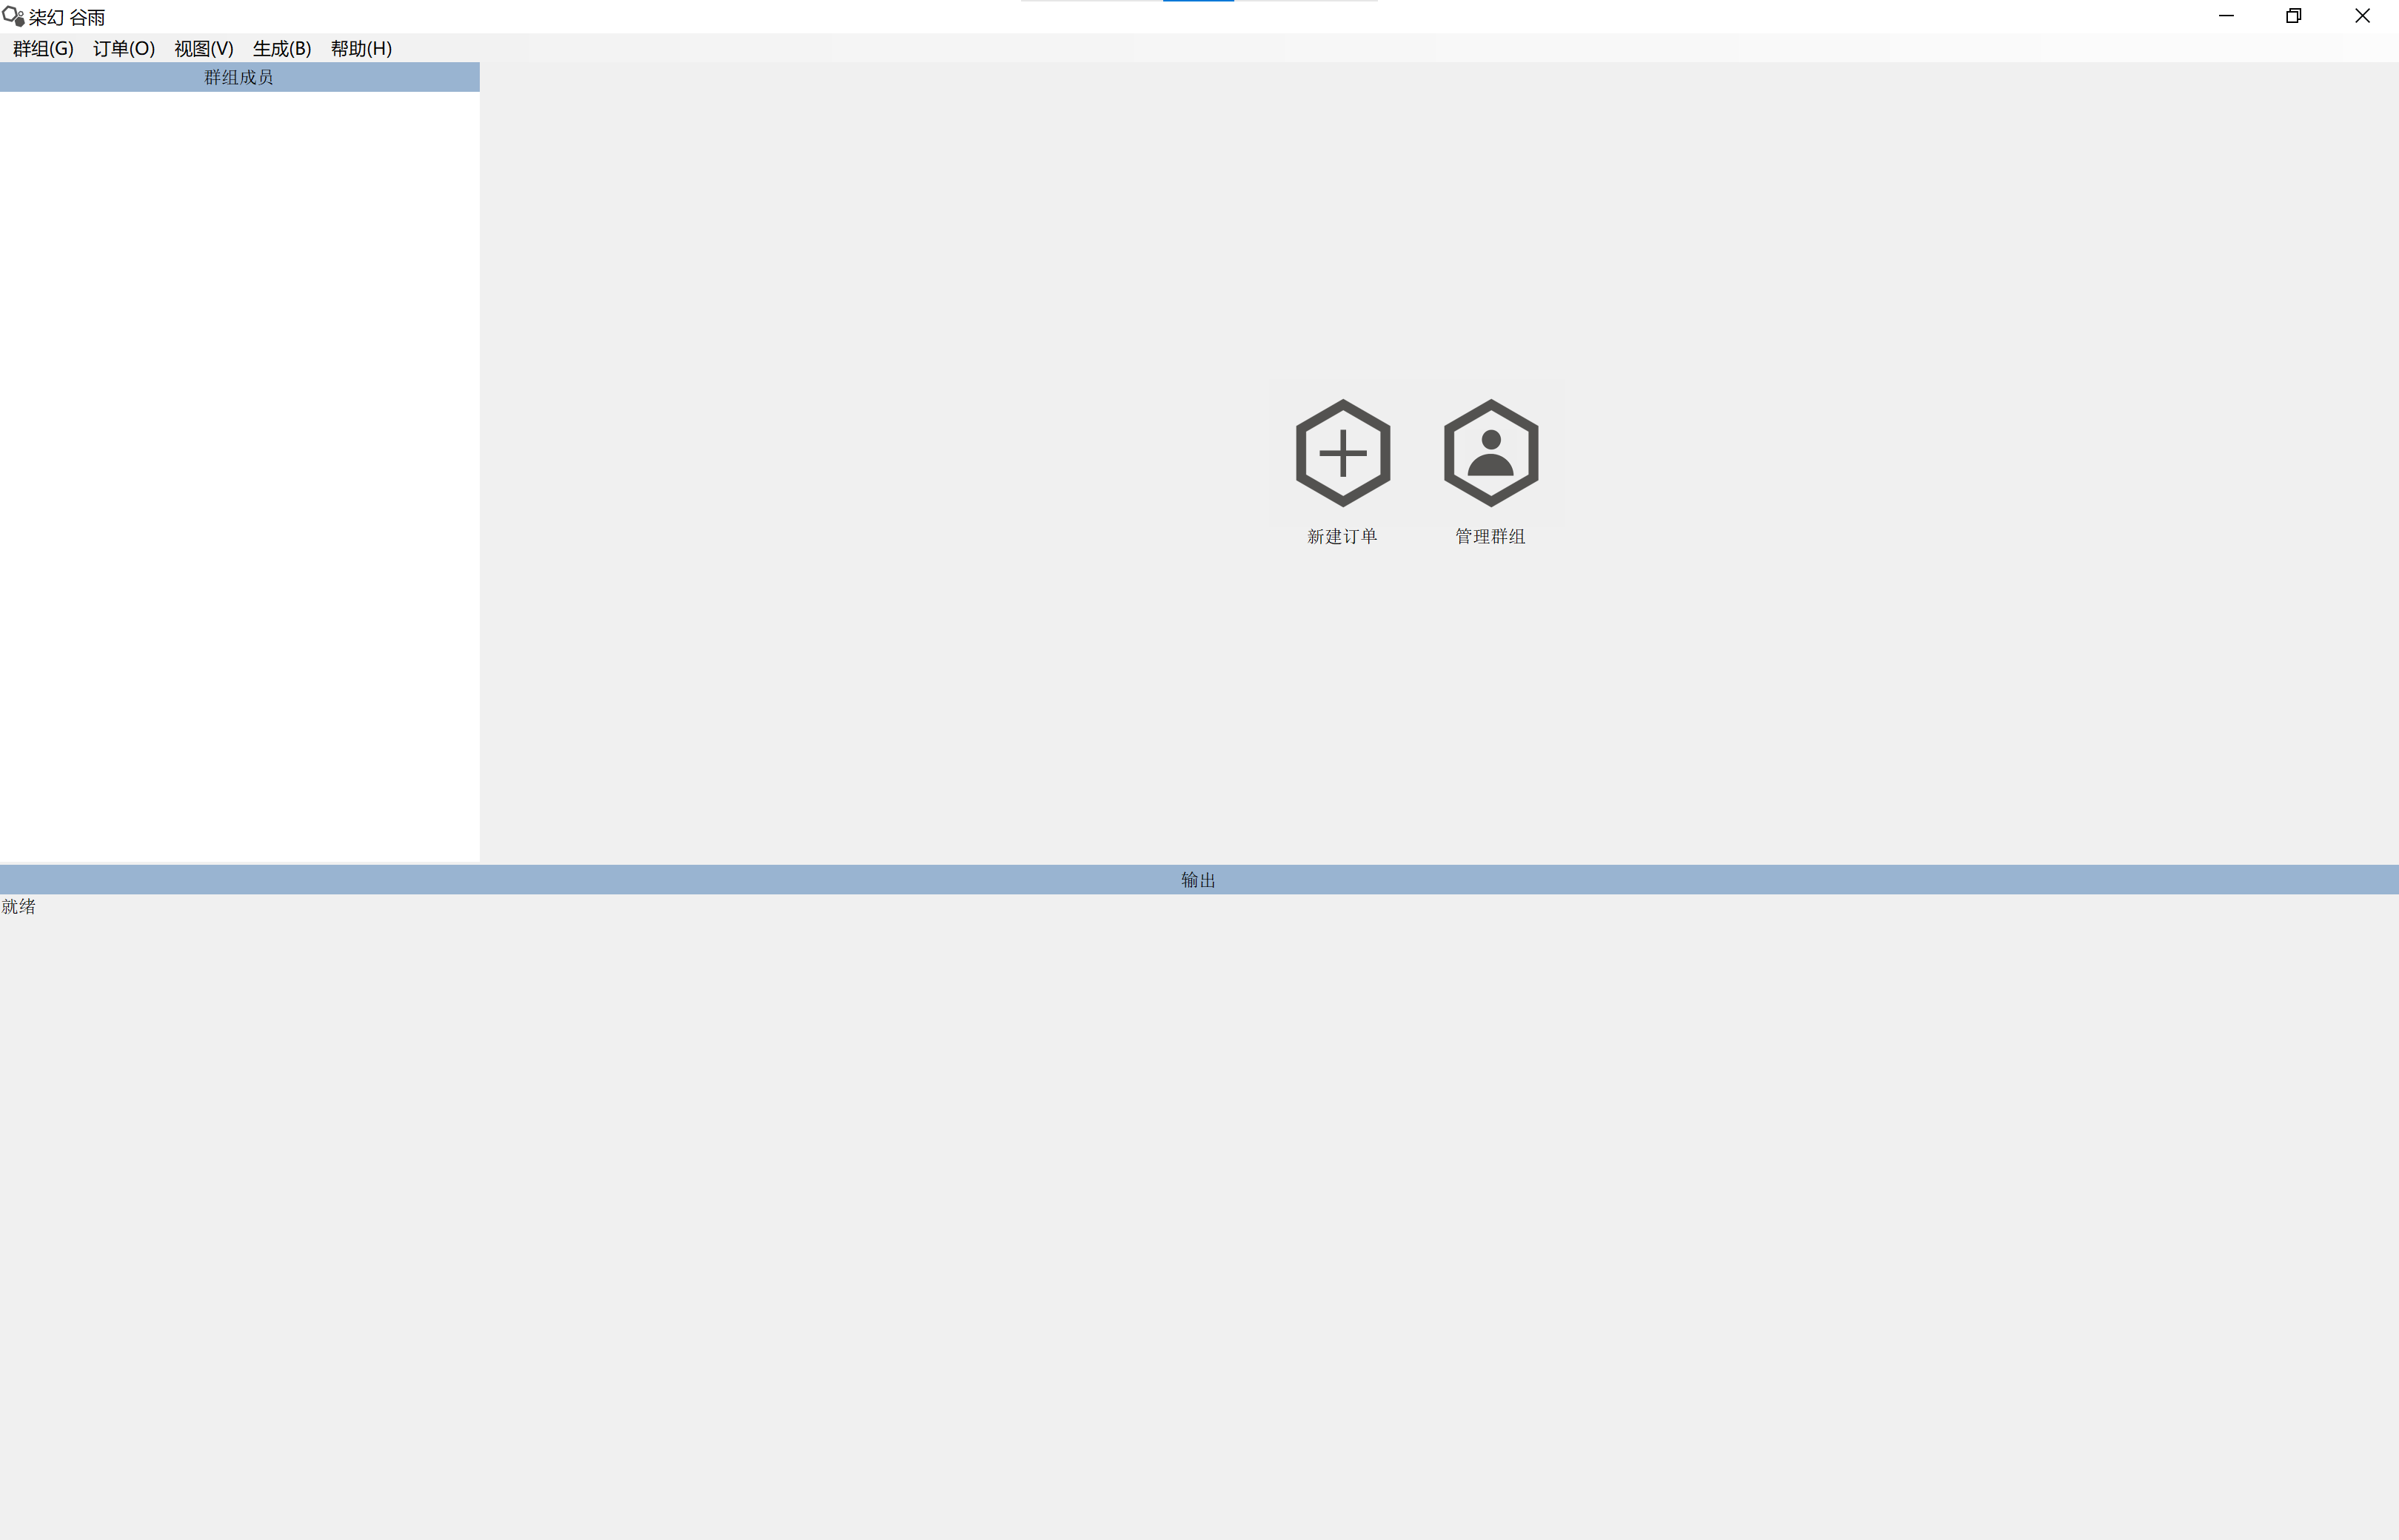 柒幻 谷雨
群组(G) 订单(O) 视图(V) 生成(B) 帮助(H)
群组成员
新建订单 管理群组
输出
就绪